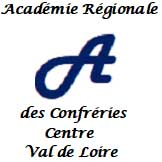 Académie Régionale
A
des Confréries
Centre
Val de Loire